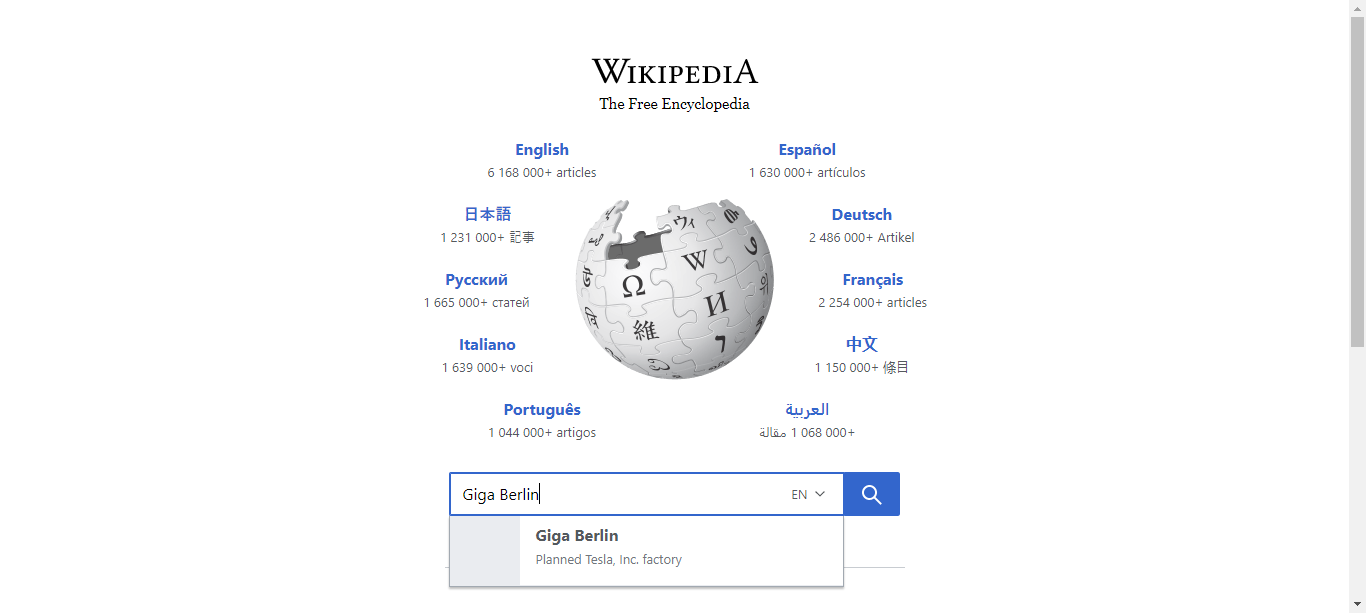 WIKIPEDIA
The Free Encyclopedia
English
6 168 000+ articles
Español
1 630 000+ artículos
日本語
1 231 000+ 記事
Deutsch
2 486 000+ Artikel
Русский
1 665 000+ статей
Français
2 254 000+ articles
Italiano
1 639 000+ voci
中文
1 150 000+ 條目
Português
1 044 000+ artigos
العربية
1 068 000+ مقالة
Ω
W
И
維
ウィ
7
Giga Berlin
EN
Giga Berlin
Planned Tesla, Inc. factory